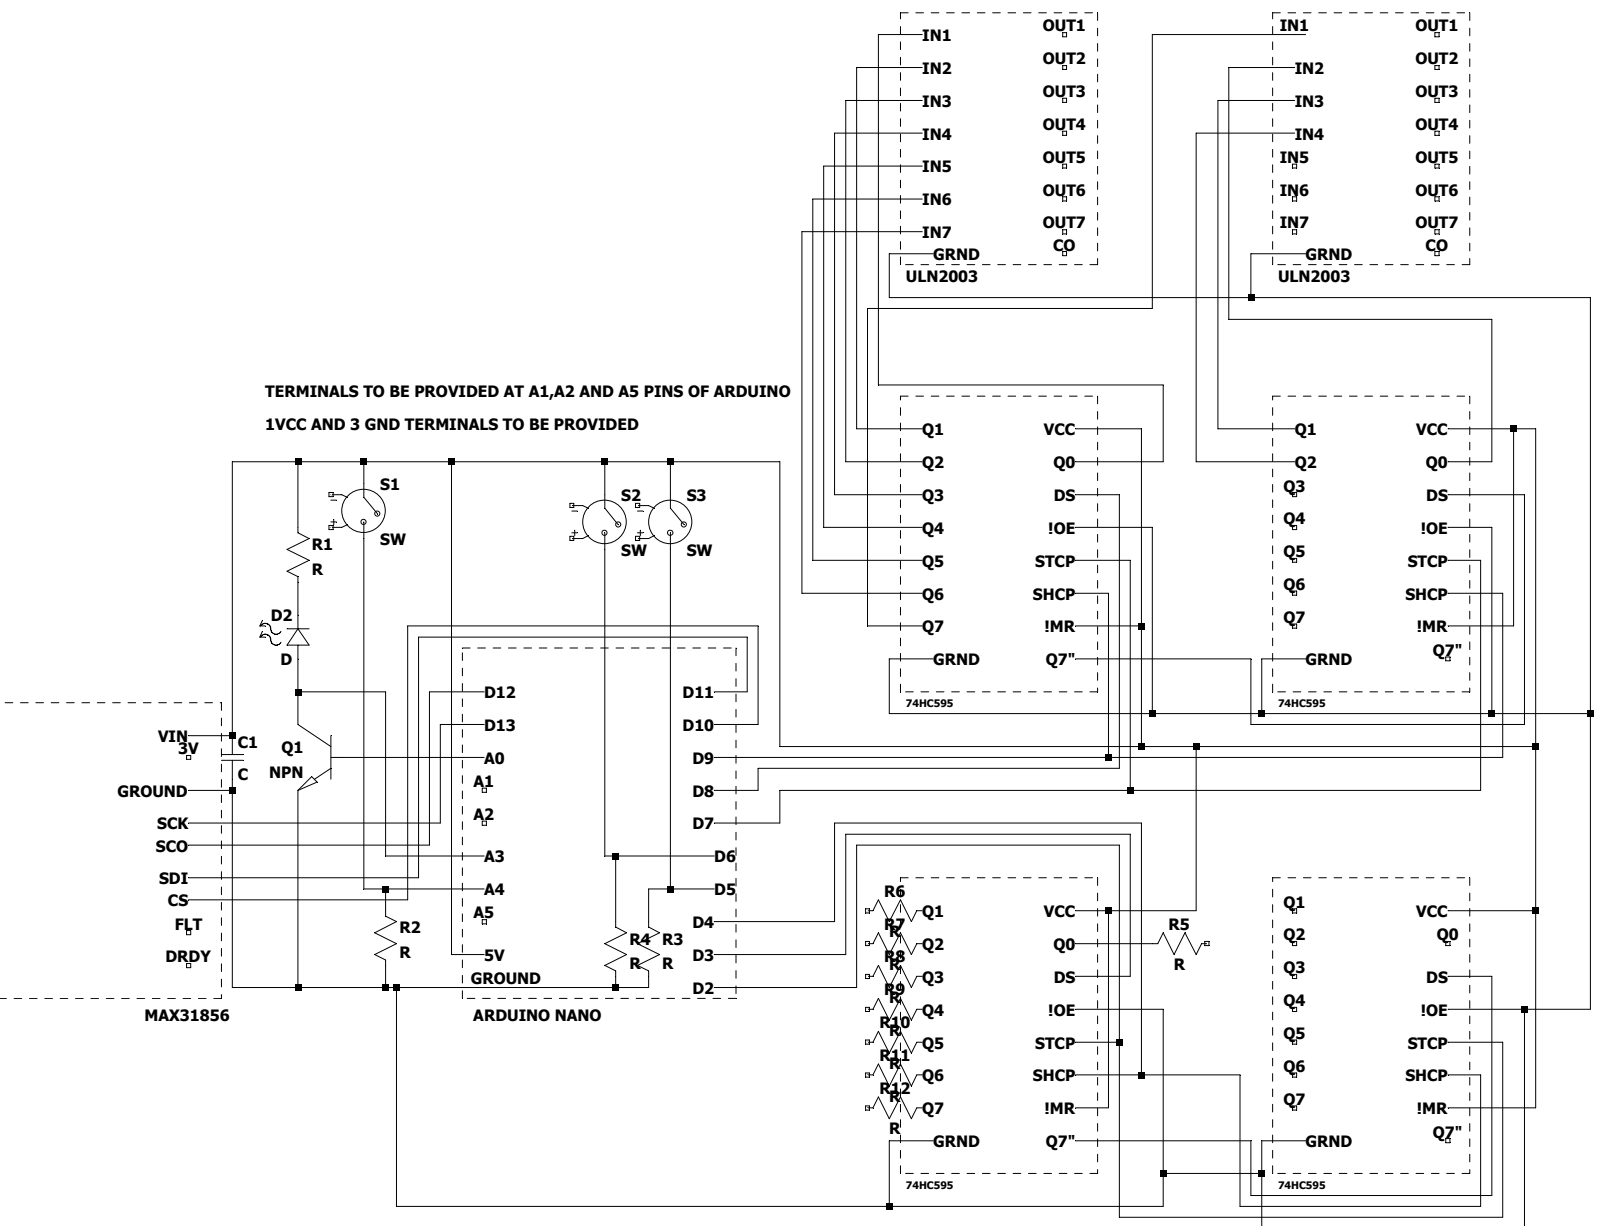 IN1
OUT1
IN2
OUT2
IN3
OUT3
IN4
OUT4
IN5
OUT5
IN6
OUT6
IN7
OUT7
CO
GRND
ULN2003
IN1
OUT1
IN2
OUT2
IN3
OUT3
IN4
OUT4
IN5
OUT5
IN6
OUT6
IN7
OUT7
CO
GRND
ULN2003
TERMINALS TO BE PROVIDED AT A1,A2 AND A5 PINS OF ARDUINO
1VCC AND 3 GND TERMINALS TO BE PROVIDED
Q1
VCC
Q2
Q0
Q3
DS
Q4
!OE
Q5
STCP
Q6
SHCP
Q7
!MR
GRND
Q7"
74HC595
Q1
VCC
Q2
Q0
Q3
DS
Q4
!OE
Q5
STCP
Q6
SHCP
Q7
!MR
GRND
Q7"
74HC595
S1
SW
S2
SW
S3
SW
R1
R
D2
D
Q1
NPN
C1
C
VIN
3V
GROUND
SCK
SCO
SDI
CS
FLT
DRDY
MAX31856
R2
R
D12
D11
D13
D10
A0
D9
A1
D8
A2
D7
A3
D6
A4
D5
A5
D4
5V
D3
GROUND
D2
ARDUINO NANO
R4
R
R3
R
R6
R
R7
R
R8
R
R9
R
R10
R
R11
R
R12
R
Q1
VCC
Q2
Q0
Q3
DS
Q4
!OE
Q5
STCP
Q6
SHCP
Q7
!MR
GRND
Q7"
74HC595
R5
R
Q1
VCC
Q2
Q0
Q3
DS
Q4
!OE
Q5
STCP
Q6
SHCP
Q7
!MR
GRND
Q7"
74HC595